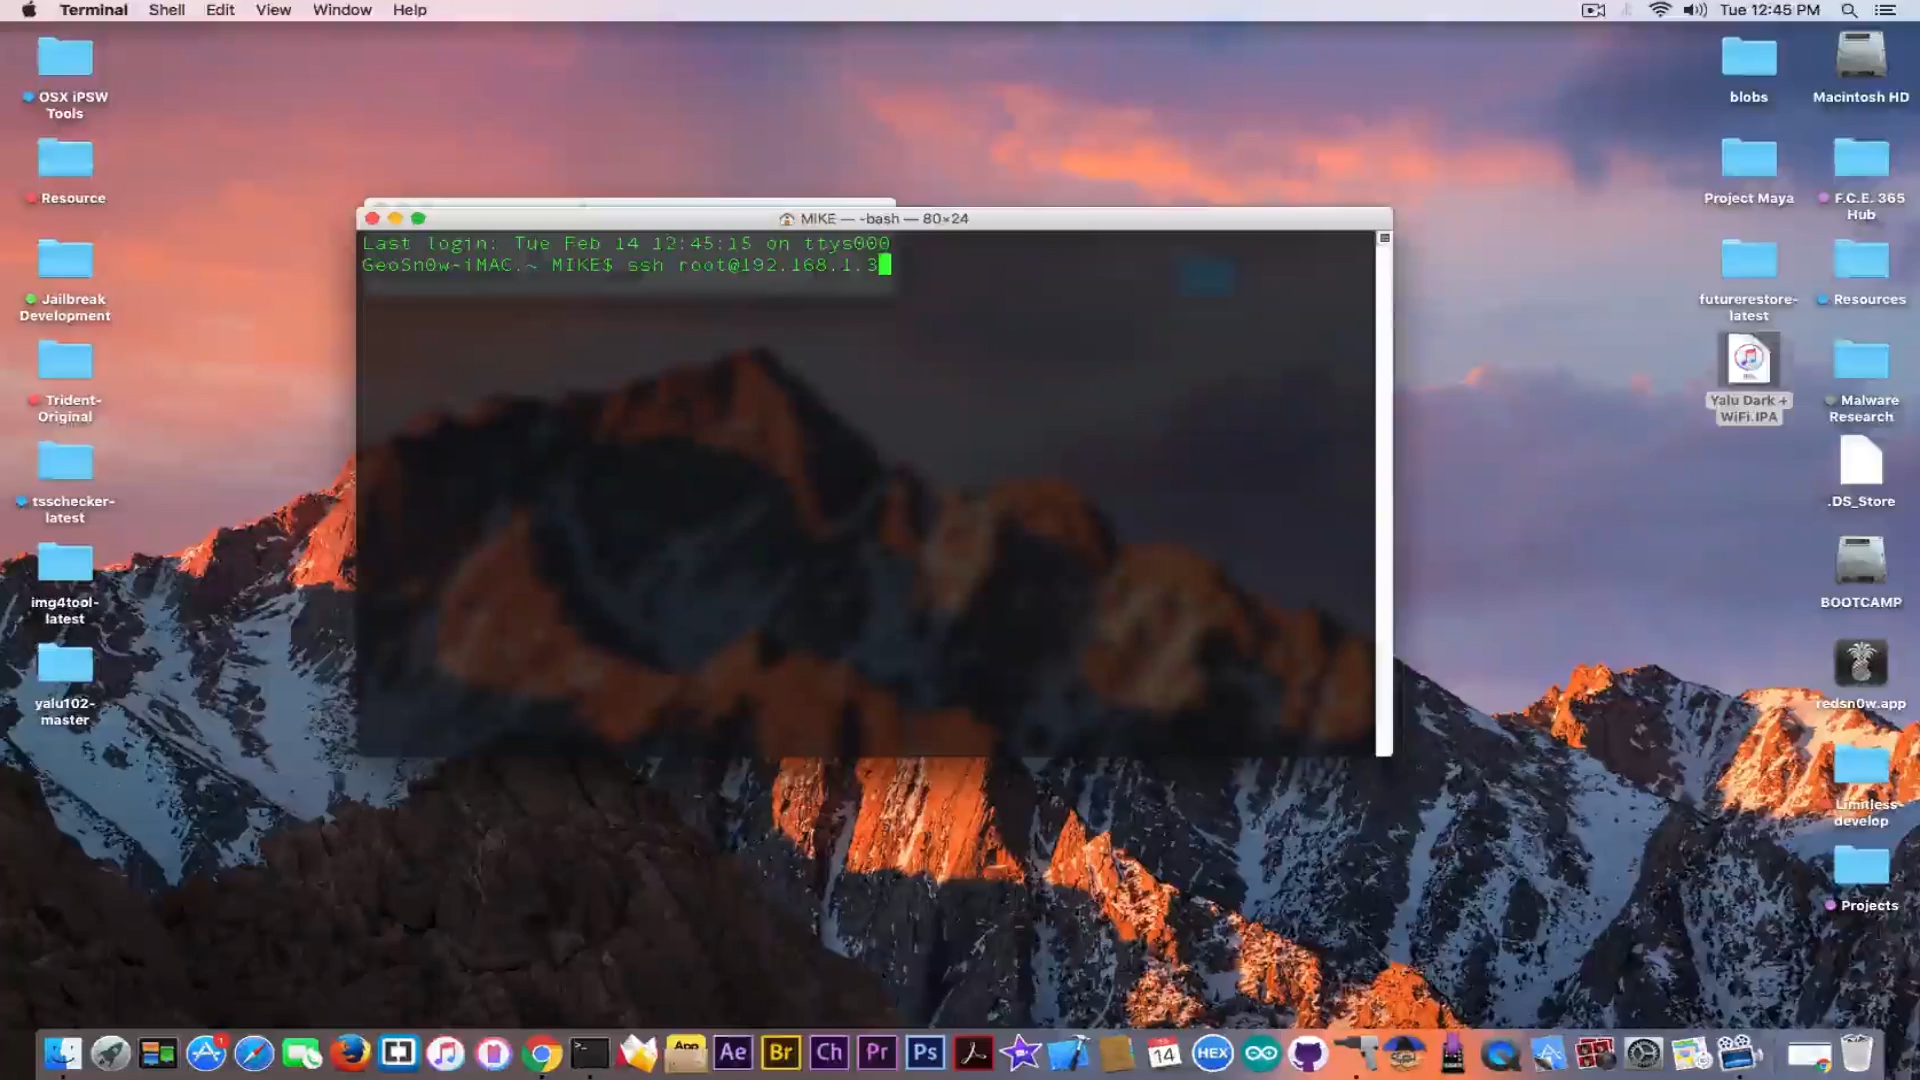 Terminal Shell Edit View Window Help
Tue 12:45 PM
OSX iPSW
Tools
Resource
Jailbreak
Development
Trident-
Original
tsschecker-
latest
img4tool-
latest
yalu102-
master
MIKE — -bash — 80×24
Last login: Tue Feb 14 12:45:15 on ttys000
GeoSn0w-iMAC:~ MIKE$ ssh root@192.168.1.3
blobs
Macintosh HD
Project Maya
F.C.E. 365
Hub
futurerestore-
latest
Resources
Yalu Dark +
WiFi.IPA
Malware
Research
.DS_Store
BOOTCAMP
redsn0w.app
Limitless-
develop
Projects
1
App
Ae
Br
Ch
Pr
Ps
14
HEX